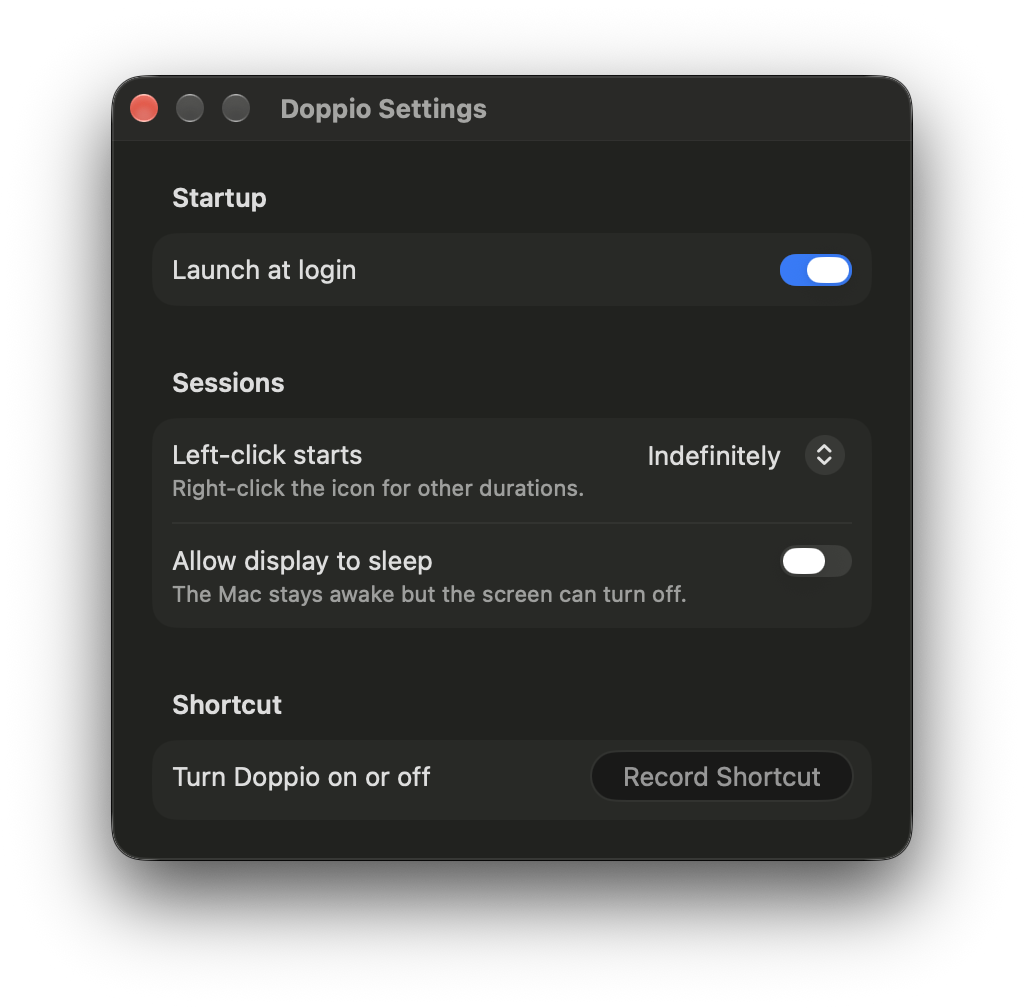 Doppio Settings
Startup
Launch at login
Sessions
Left-click starts
Indefinitely
Right-click the icon for other durations.
Allow display to sleep
The Mac stays awake but the screen can turn off.
Shortcut
Turn Doppio on or off
Record Shortcut